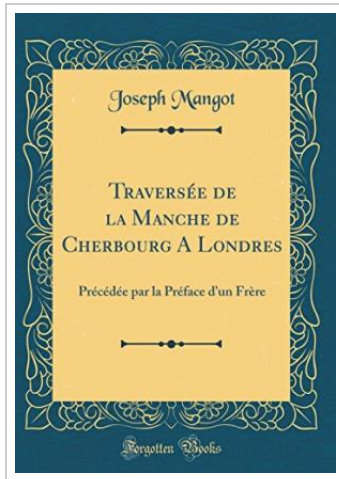 Joseph Mangot
Traversée de
la Manche de
Cherbourg A Londres
Précédée par la Préface d'un Frère
Forgotten Books